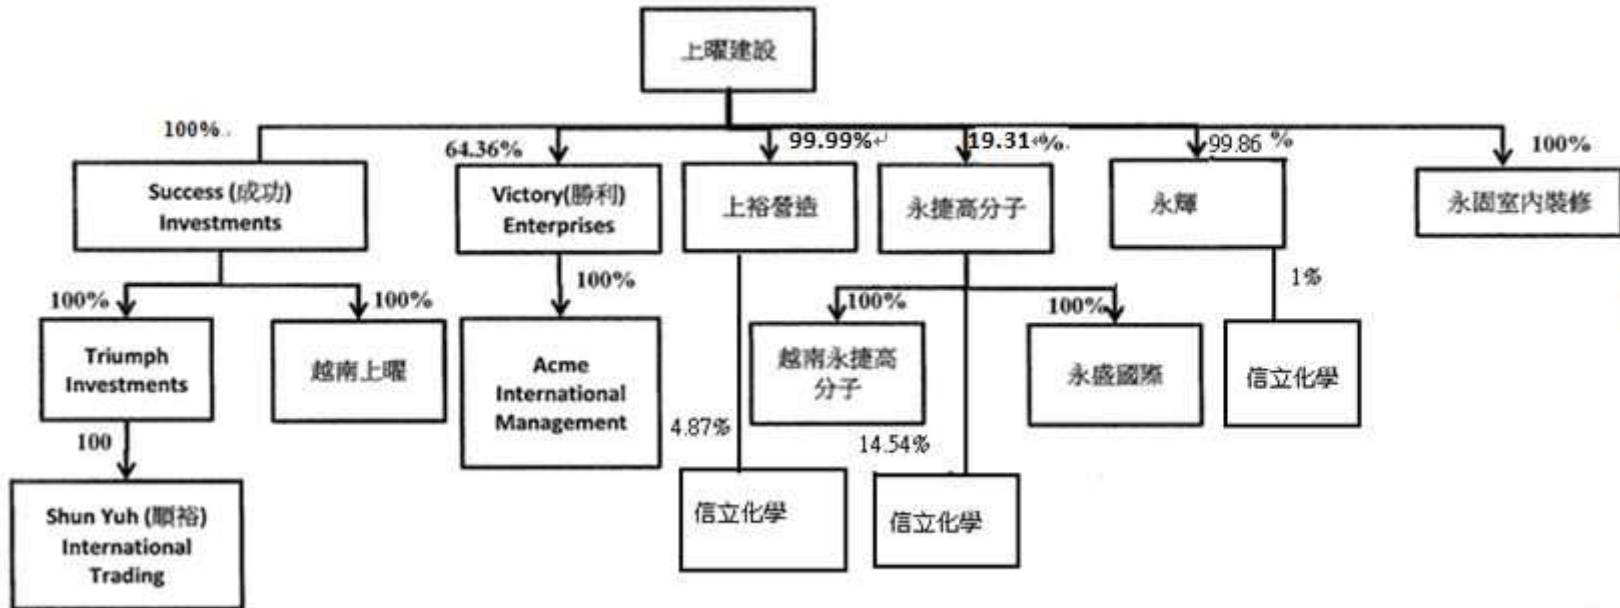 上曜建設
100%
64.36%
99.99%
19.31%
99.86 %
100%
Success (成功)
Investments
Victory(勝利)
Enterprises
上裕營造
永捷高分子
永輝
永固室內裝修
100%
100%
100%
100%
100%
1%
Triumph
Investments
越南上曜
Acme
International
Management
越南永捷高
分子
永盛國際
信立化學
100
4.87%
14.54%
Shun Yuh (順裕)
International
Trading
信立化學
信立化學